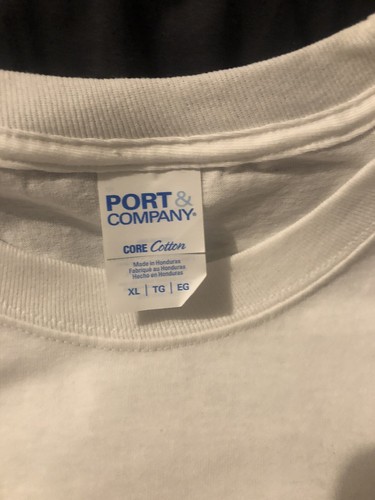 PORT &
COMPANY®
CORE Cotton
Made in Honduras
Fabriqué au Honduras
Hecho en Honduras
XL | TG | EG